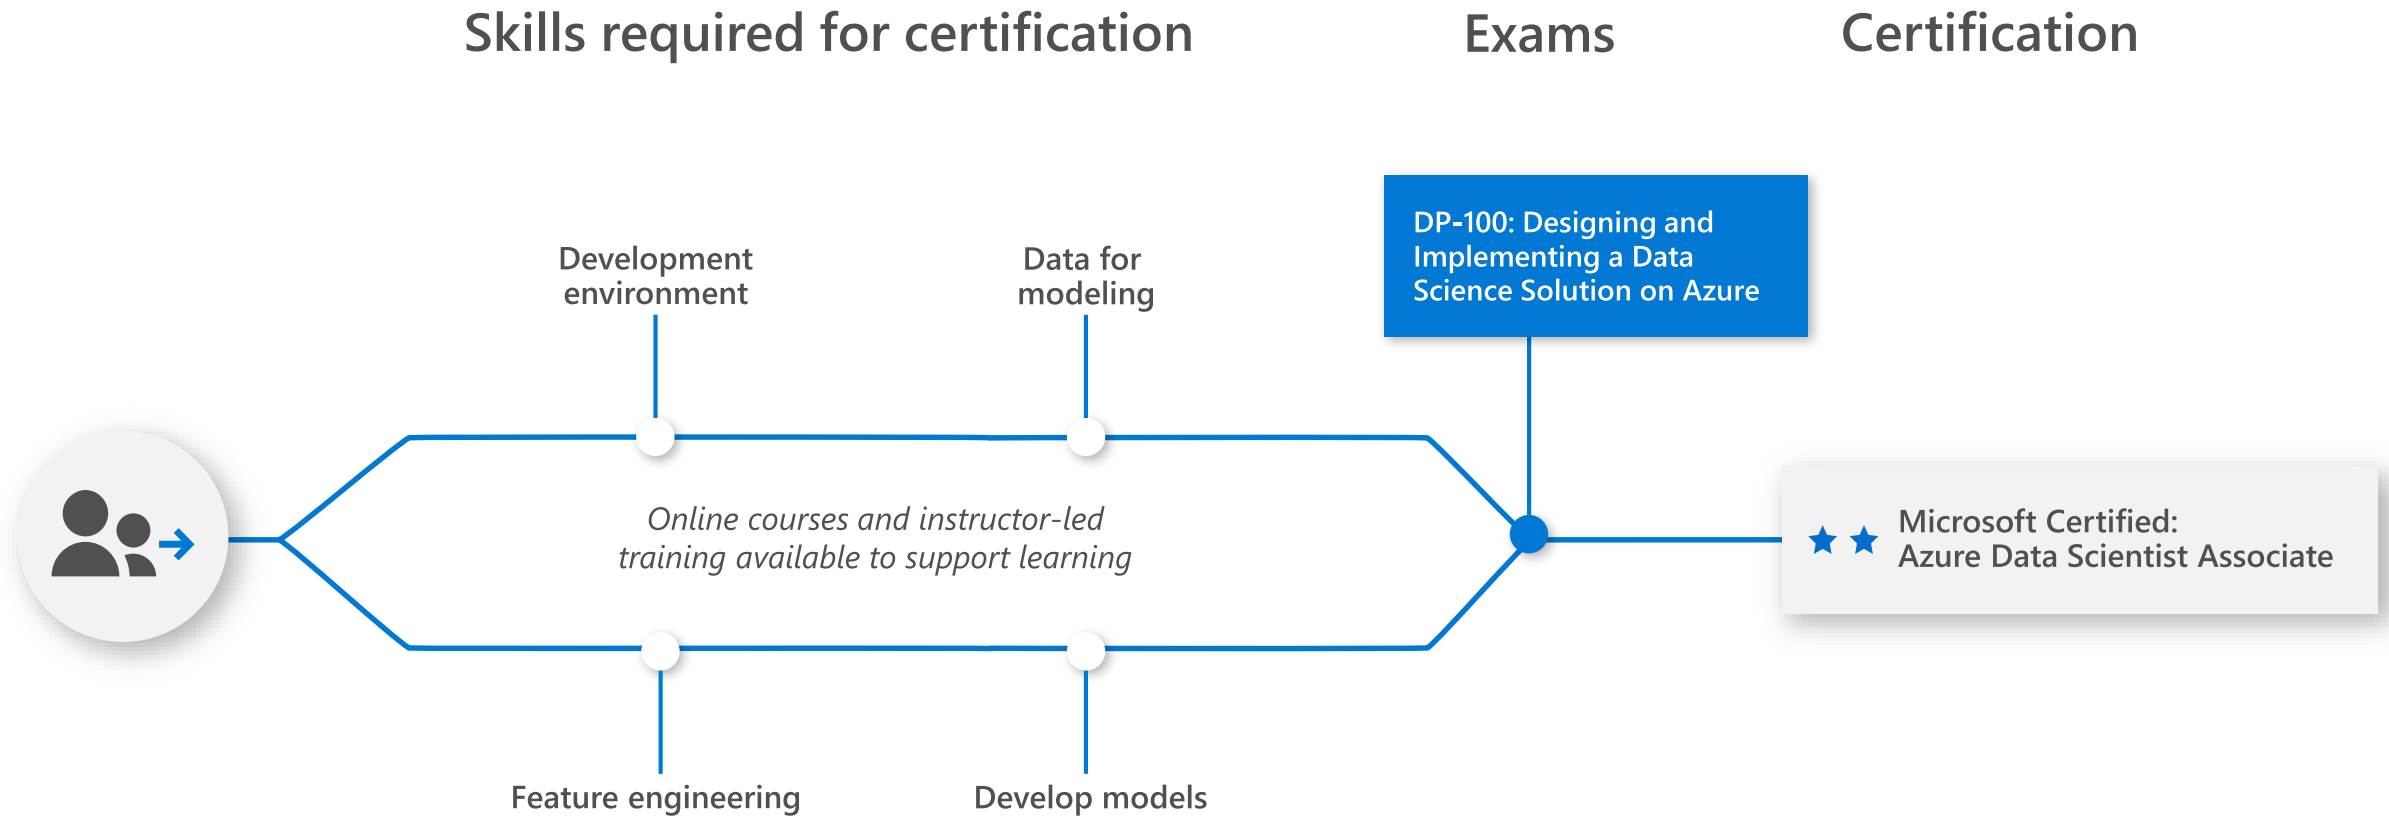 Skills required for certification
Exams
Certification
Development
environment
Data for
modeling
DP-100: Designing and
Implementing a Data
Science Solution on Azure
Online courses and instructor-led
training available to support learning
Microsoft Certified:
Azure Data Scientist Associate
Feature engineering
Develop models